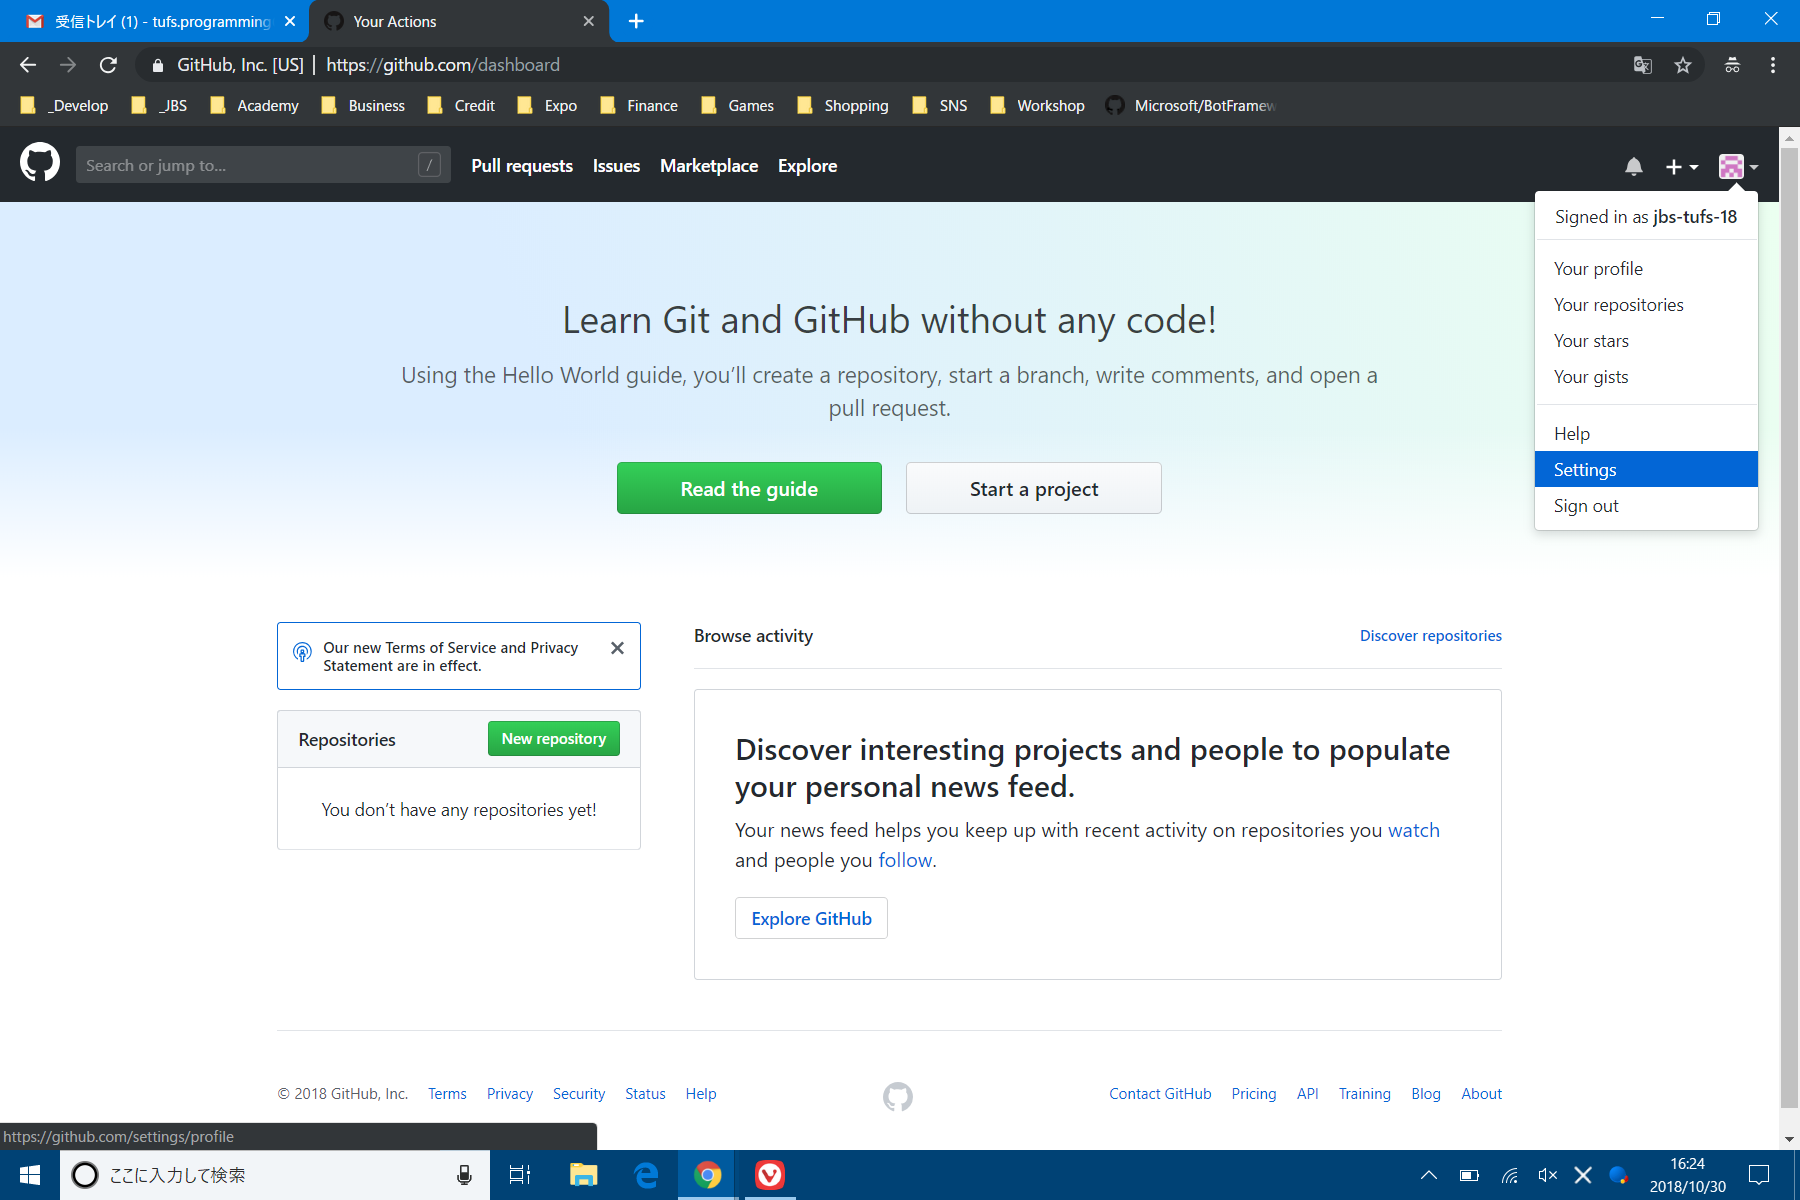 受信トレイ (1) - tufs.programming
Your Actions
GitHub, Inc. [US] | https://github.com/dashboard
_Develop
_JBS
Academy
Business
Credit
Expo
Finance
Games
Shopping
SNS
Workshop
Microsoft/BotFramew
Search or jump to...
/
Pull requests
Issues
Marketplace
Explore
Signed in as jbs-tufs-18
Your profile
Your repositories
Your stars
Your gists
Help
Settings
Sign out
Learn Git and GitHub without any code!
Using the Hello World guide, you’ll create a repository, start a branch, write comments, and open a
pull request.
Read the guide
Start a project
Our new Terms of Service and Privacy
Statement are in effect.
Repositories
New repository
You don’t have any repositories yet!
Browse activity
Discover repositories
Discover interesting projects and people to populate
your personal news feed.
Your news feed helps you keep up with recent activity on repositories you watch
and people you follow.
Explore GitHub
© 2018 GitHub, Inc.
Terms
Privacy
Security
Status
Help
Contact GitHub
Pricing
API
Training
Blog
About
https://github.com/settings/profile
ここに入力して検索
16:24
2018/10/30